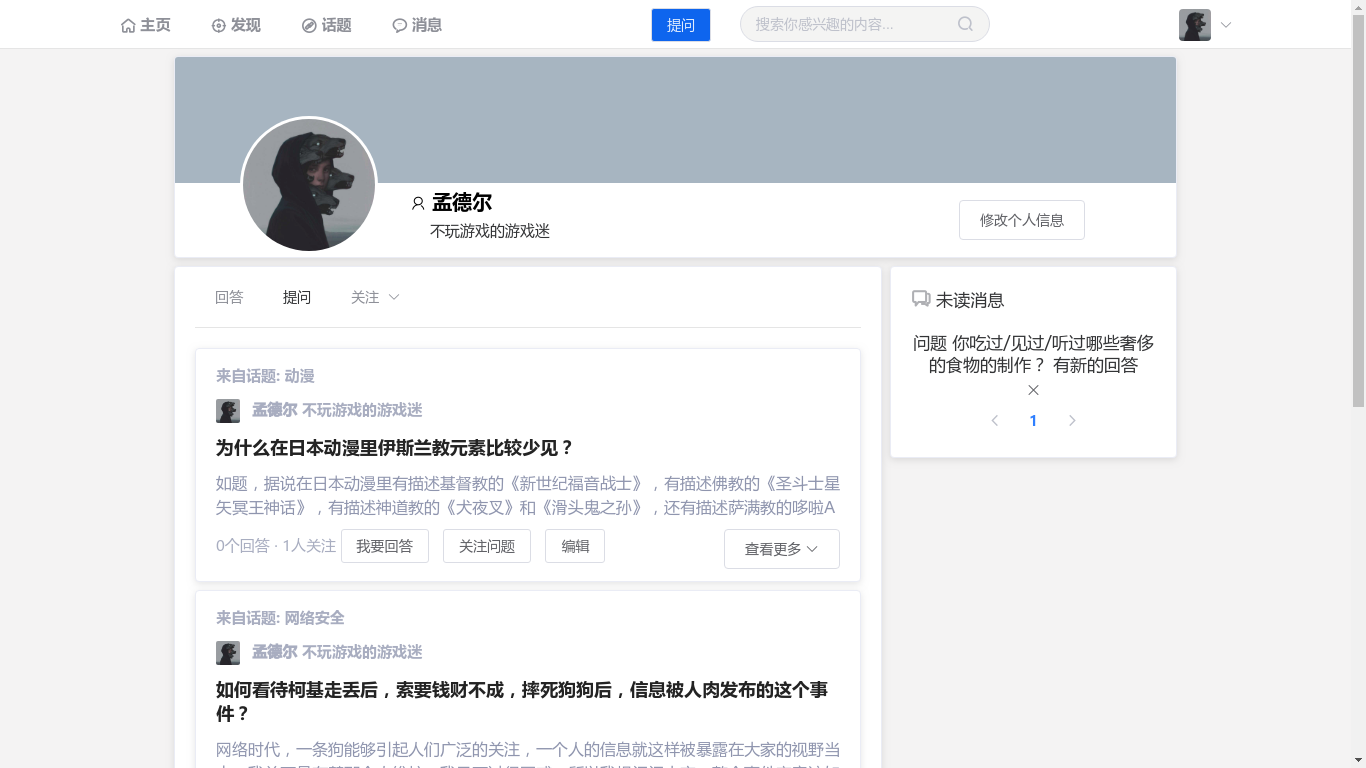 主页 发现 话题 消息 提问 搜索你感兴趣的内容...
孟德尔
不玩游戏的游戏迷
修改个人信息
回答 提问 关注
来自话题: 动漫
孟德尔 不玩游戏的游戏迷
为什么在日本动漫里伊斯兰教元素比较少见？
如题，据说在日本动漫里有描述基督教的《新世纪福音战士》，有描述佛教的《圣斗士星
矢冥王神话》，有描述神道教的《犬夜叉》和《滑头鬼之孙》，还有描述萨满教的哆啦A
0个回答 · 1人关注 我要回答 关注问题 编辑 查看更多
来自话题: 网络安全
孟德尔 不玩游戏的游戏迷
如何看待柯基走丢后，索要钱财不成，摔死狗狗后，信息被人肉发布的这个事
件？
网络时代，一条狗能够引起人们广泛的关注，一个人的信息就这样被暴露在大家的视野当
未读消息
问题 你吃过/见过/听过哪些奢侈
的食物的制作？ 有新的回答
1